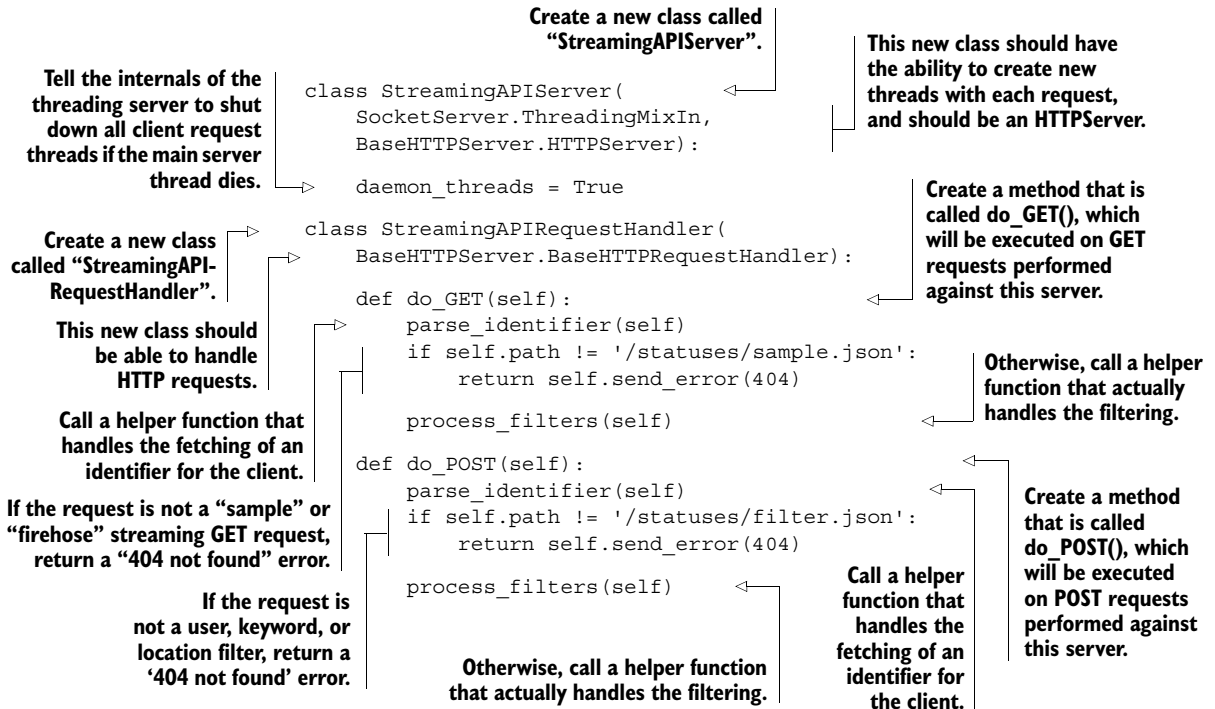 Create a new class called
“StreamingAPIServer”.
This new class should have
the ability to create new
threads with each request,
and should be an HTTPServer.
Tell the internals of the
threading server to shut
down all client request
threads if the main server
thread dies.
class StreamingAPIServer(
SocketServer.ThreadingMixIn,
BaseHTTPServer.HTTPServer):
daemon_threads = True
Create a new class
called “StreamingAPI-
RequestHandler”.
class StreamingAPIRequestHandler(
BaseHTTPServer.BaseHTTPRequestHandler):
This new class should
be able to handle
HTTP requests.
Create a method that is
called do_GET(), which
will be executed on GET
requests performed
against this server.
def do_GET(self):
parse_identifier(self)
if self.path != '/statuses/sample.json':
return self.send_error(404)
process_filters(self)
Call a helper function that
handles the fetching of an
identifier for the client.
If the request is not a “sample” or
“firehose” streaming GET request,
return a “404 not found” error.
Otherwise, call a helper
function that actually
handles the filtering.
def do_POST(self):
parse_identifier(self)
if self.path != '/statuses/filter.json':
return self.send_error(404)
process_filters(self)
If the request is
not a user, keyword, or
location filter, return a
‘404 not found’ error.
Otherwise, call a helper function
that actually handles the filtering.
Call a helper
function that
handles the
fetching of an
identifier for
the client.
Create a method
that is called
do_POST(), which
will be executed
on POST requests
performed against
this server.